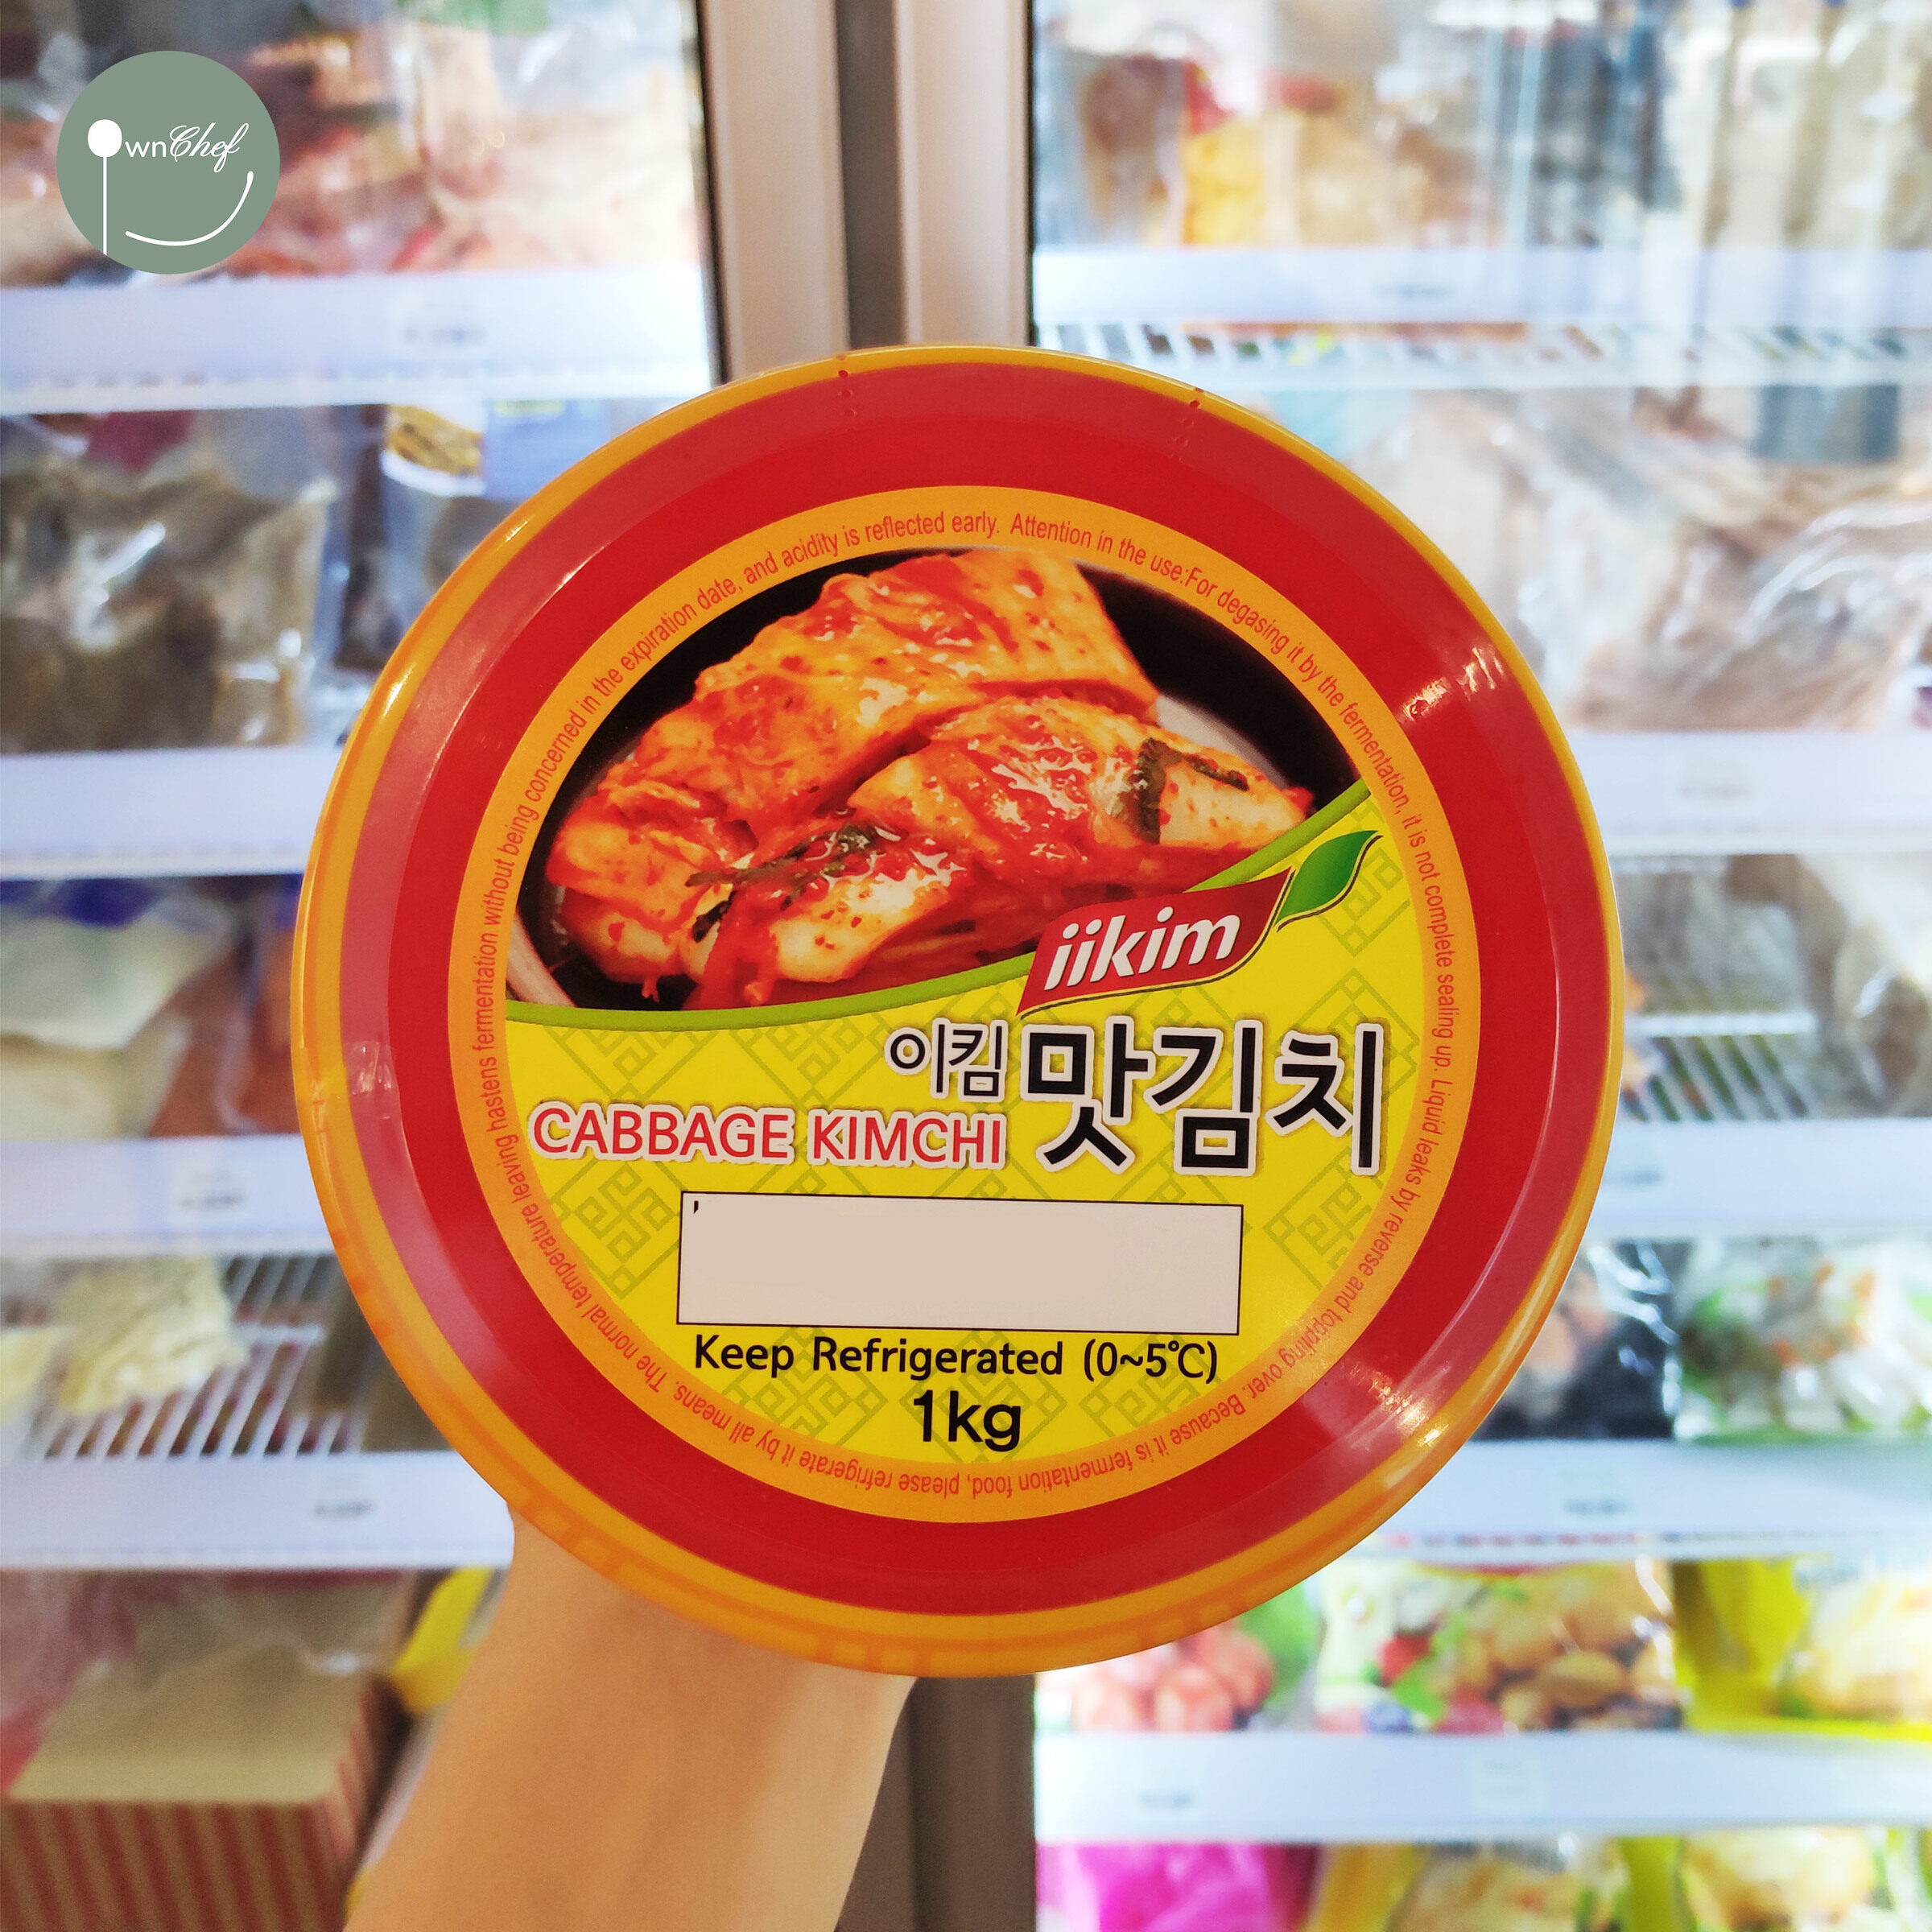 OwnChef
Attention in the use:For degasing it by the fermentation, it is not complete sealing up. Liquid leaks by reverse and toppling over. Because it is fermentation food, please refrigerate it by all means. The normal temperature leaving hastens fermentation without being concerned in the expiration date, and acidity is reflected early.
iikim
이킴 맛김치
CABBAGE KIMCHI
Keep Refrigerated (0~5℃)
1kg